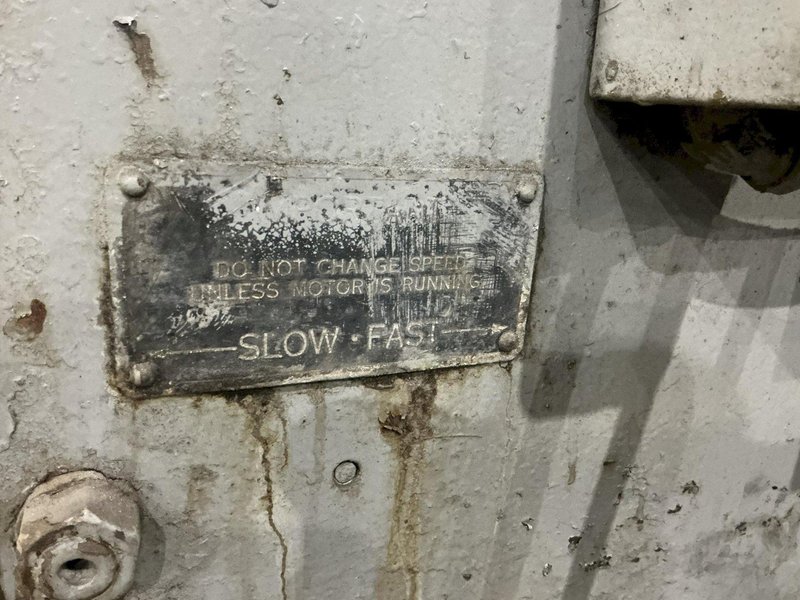 DO NOT CHANGE SPEED
UNLESS MOTOR IS RUNNING
SLOW · FAST